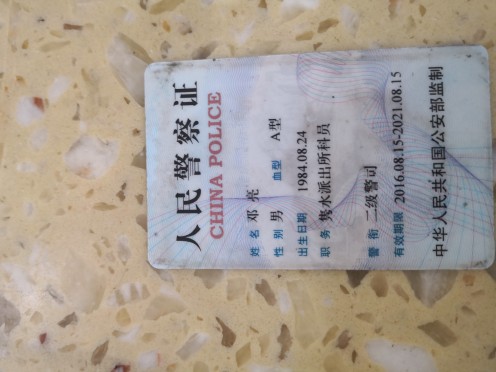 人民警察证
CHINA POLICE
姓 名 邓 亮
性 别 男 血型 A型
出生日期 1984.08.24
职 务 隽水派出所科员
警 衔 二级警司
有效期限 2016.08.15-2021.08.15
中华人民共和国公安部监制